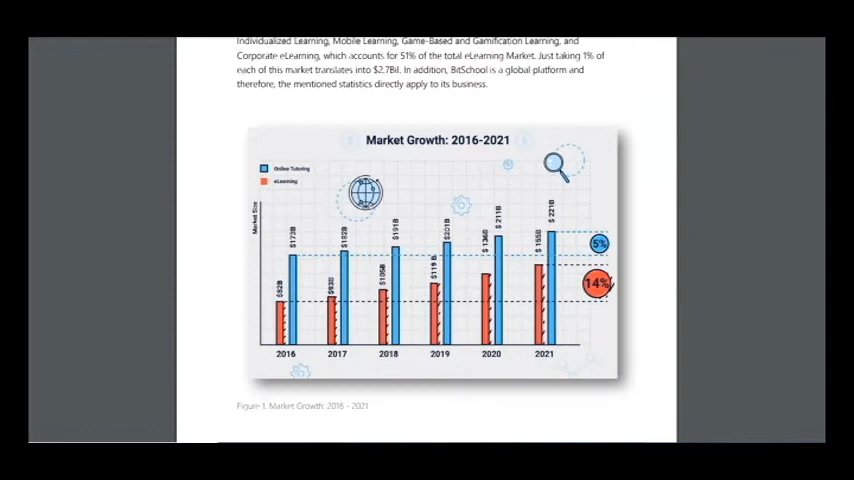 Individualized Learning, Mobile Learning, Game-Based and Gamification Learning, and
Corporate eLearning, which accounts for 51% of the total eLearning Market. Just taking 1% of
each of this market translates into $2.7Bil. In addition, BitSchool is a global platform and
therefore, the mentioned statistics directly apply to its business.
Market Growth: 2016-2021
Online Tutoring
eLearning
Market Size
$82B
$173B
$93B
$182B
$105B
$191B
$119 B
$201B
$136B
$211B
$155B
$221B
5%
14%
2016
2017
2018
2019
2020
2021
Figure 1. Market Growth: 2016 - 2021